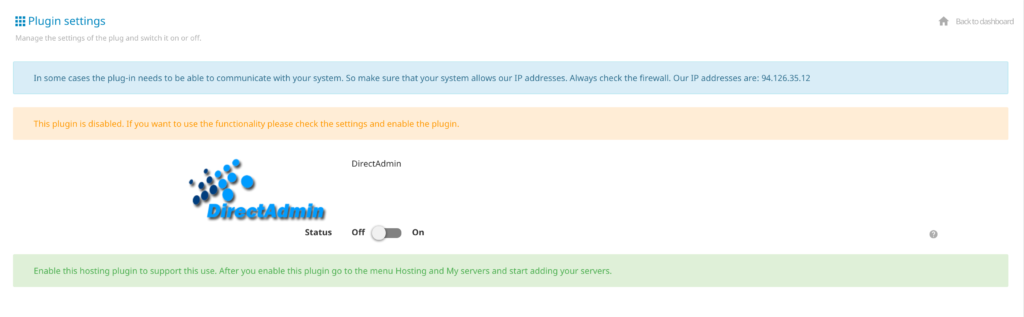 Plugin settings
Back to dashboard
Manage the settings of the plug and switch it on or off.
In some cases the plug-in needs to be able to communicate with your system. So make sure that your system allows our IP addresses. Always check the firewall. Our IP addresses are: 94.126.35.12
This plugin is disabled. If you want to use the functionality please check the settings and enable the plugin.
DirectAdmin
DirectAdmin
Status Off On
Enable this hosting plugin to support this use. After you enable this plugin go to the menu Hosting and My servers and start adding your servers.